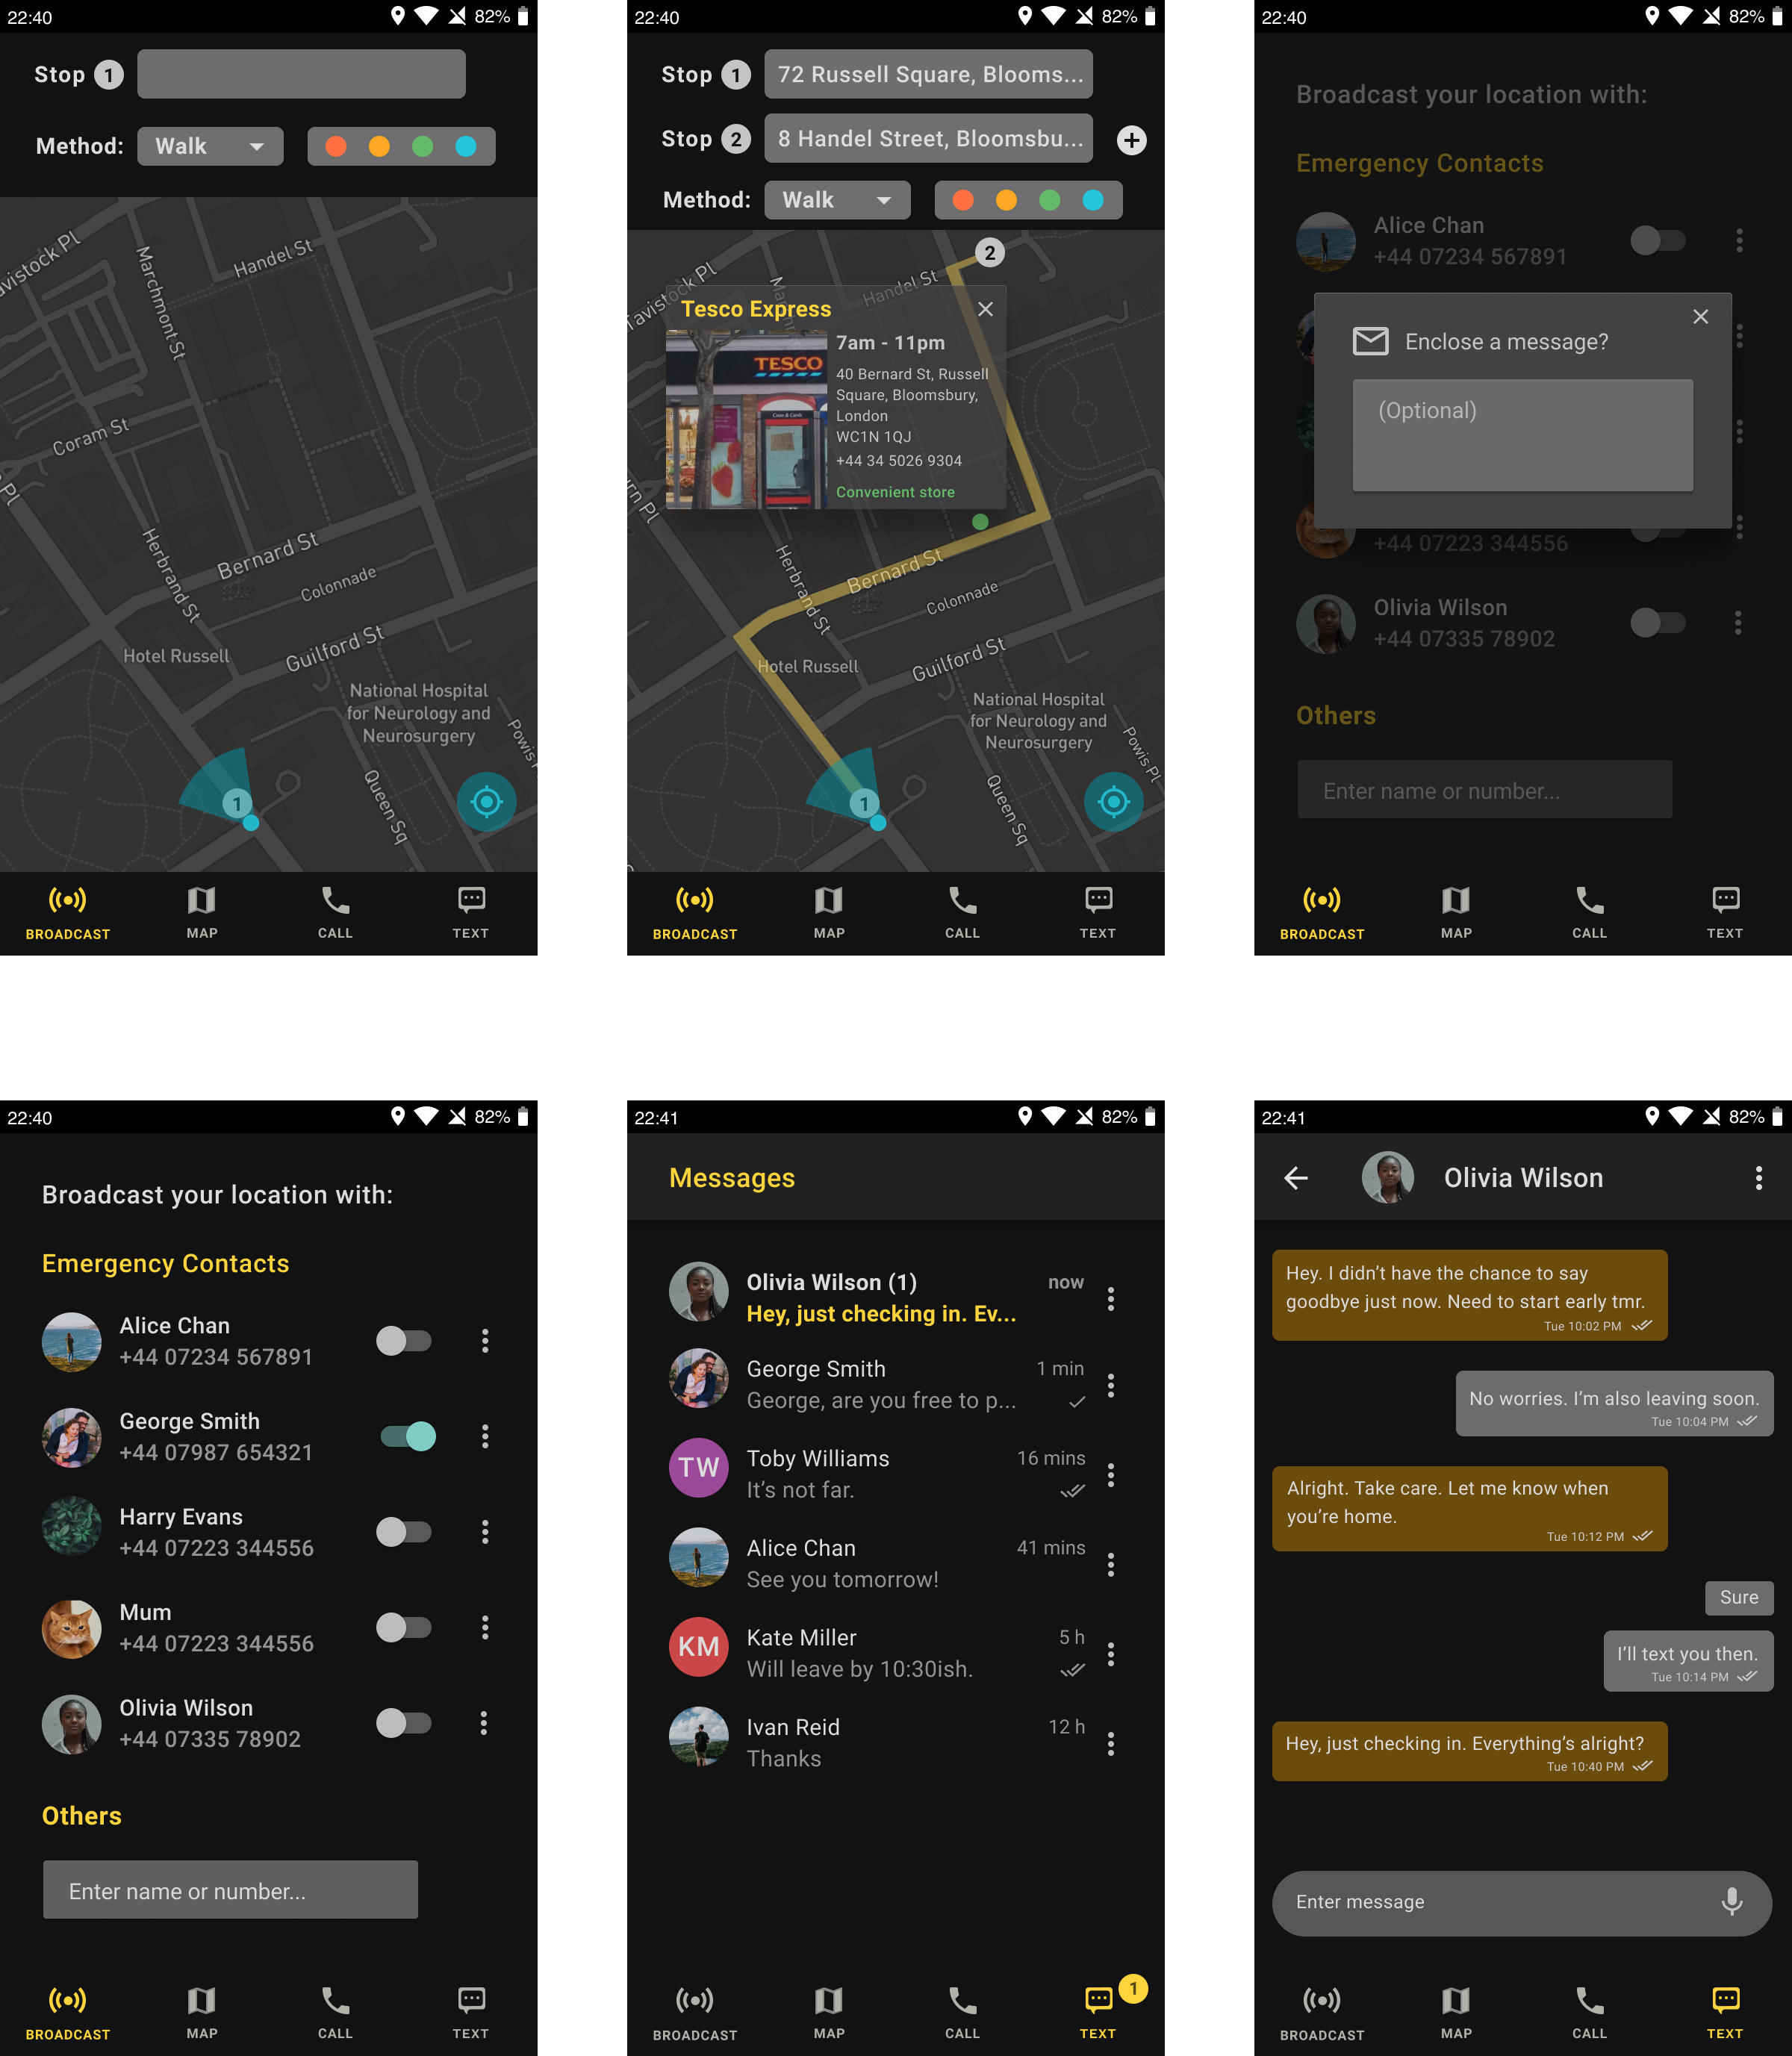 22:40
82%
Stop 1
Method: Walk
avistock Pl
Marchmont St
Handel St
Coram St
Pl
Herbrand St
Bernard St
Colonnade
Guilford St
Hotel Russell
National Hospital
for Neurology and
Neurosurgery
Powis
Queen Sq
1
BROADCAST
MAP
CALL
TEXT
22:40
82%
Stop 1 72 Russell Square, Blooms...
Stop 2 8 Handel Street, Bloomsbu...
Method: Walk
2
Tavistock Pl
Handel St
Tesco Express
TESCO
7am - 11pm
40 Bernard St, Russell
Square, Bloomsbury,
London
WC1N 1QJ
+44 34 5026 9304
Convenient store
rn Pl
Herbrand St
Bernard St
Colonnade
Guilford St
Hotel Russell
National Hospital
for Neurology and
Neurosurgery
Powis Pl
Queen Sq
1
BROADCAST
MAP
CALL
TEXT
22:40
82%
Broadcast your location with:
Emergency Contacts
Alice Chan
+44 07234 567891
Enclose a message?
(Optional)
+44 07223 344556
Olivia Wilson
+44 07335 78902
Others
Enter name or number...
BROADCAST
MAP
CALL
TEXT
22:40
82%
Broadcast your location with:
Emergency Contacts
Alice Chan
+44 07234 567891
George Smith
+44 07987 654321
Harry Evans
+44 07223 344556
Mum
+44 07223 344556
Olivia Wilson
+44 07335 78902
Others
Enter name or number...
BROADCAST
MAP
CALL
TEXT
22:41
82%
Messages
Olivia Wilson (1) now
Hey, just checking in. Ev...
George Smith 1 min
George, are you free to p...
TW
Toby Williams 16 mins
It's not far.
Alice Chan 41 mins
See you tomorrow!
KM
Kate Miller 5 h
Will leave by 10:30ish.
Ivan Reid 12 h
Thanks
1
BROADCAST
MAP
CALL
TEXT
22:41
82%
Olivia Wilson
Hey. I didn't have the chance to say
goodbye just now. Need to start early tmr.
Tue 10:02 PM
No worries. I'm also leaving soon.
Tue 10:04 PM
Alright. Take care. Let me know when
you're home.
Tue 10:12 PM
Sure
I'll text you then.
Tue 10:14 PM
Hey, just checking in. Everything's alright?
Tue 10:40 PM
Enter message
BROADCAST
MAP
CALL
TEXT